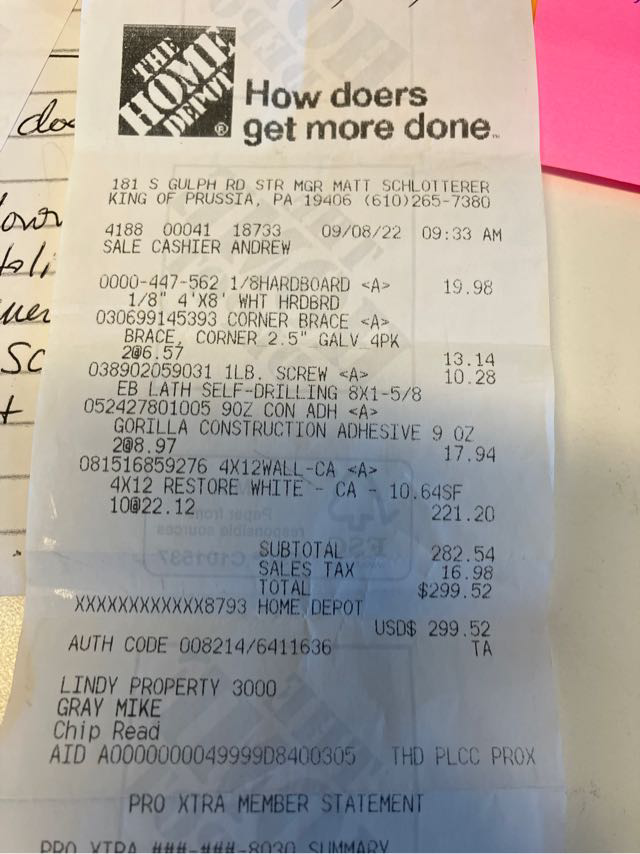 THE
HOME
DEPOT
How doers
get more done
181 S GULPH RD STR MGR MATT SCHLOTTERER
KING OF PRUSSIA, PA 19406 (610)265-7380
4188 00041 18733 09/08/22 09:33 AM
SALE CASHIER ANDREW
0000-447-562 1/8HARDBOARD <A> 19.98
1/8" 4'X8' WHT HRDBRD
030699145393 CORNER BRACE <A>
BRACE, CORNER 2.5" GALV 4PK
2@6.57 13.14
038902059031 1LB. SCREW <A> 10.28
EB LATH SELF-DRILLING 8X1-5/8
052427801005 9OZ CON ADH <A>
GORILLA CONSTRUCTION ADHESIVE 9 OZ
2@8.97 17.94
081516859276 4X12WALL-CA <A>
4X12 RESTORE WHITE - CA - 10.64SF
10@22.12 221.20
SUBTOTAL 282.54
SALES TAX 16.98
TOTAL $299.52
XXXXXXXXXXXX8793 HOME DEPOT
USD$ 299.52
AUTH CODE 008214/6411636 TA
LINDY PROPERTY 3000
GRAY MIKE
Chip Read
AID A0000000049999D8400305 THD PLCC PROX
PRO XTRA MEMBER STATEMENT
PRO XTRA ###-###-8030 SUMMARY